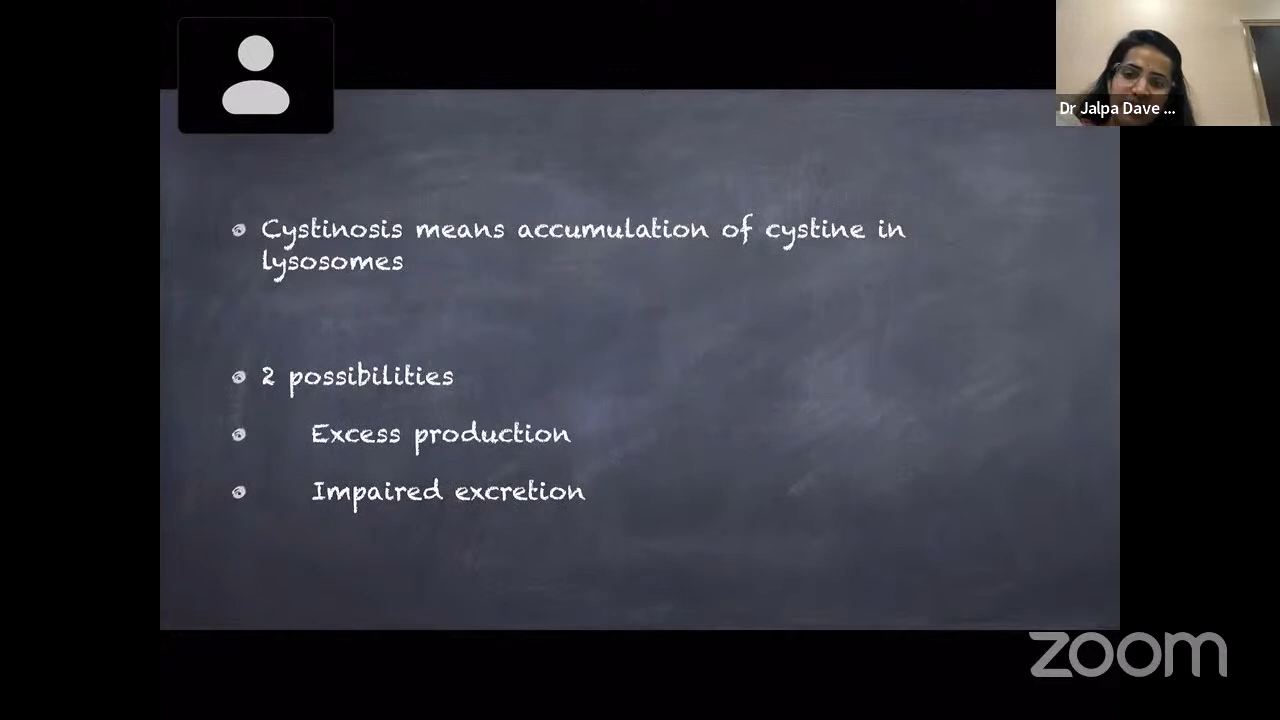 Dr Jalpa Dave ...
Cystinosis means accumulation of cystine in
lysosomes
2 possibilities
Excess production
Impaired excretion
zoom